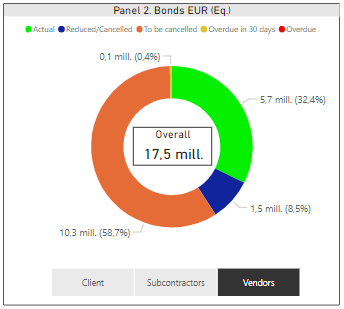 Panel 2. Bonds EUR (Eq.)
Actual Reduced/Cancelled To be cancelled Overdue in 30 days Overdue
0,1 mill. (0,4%)
5,7 mill. (32,4%)
Overall
17,5 mill.
1,5 mill. (8,5%)
10,3 mill. (58,7%)
Client Subcontractors Vendors